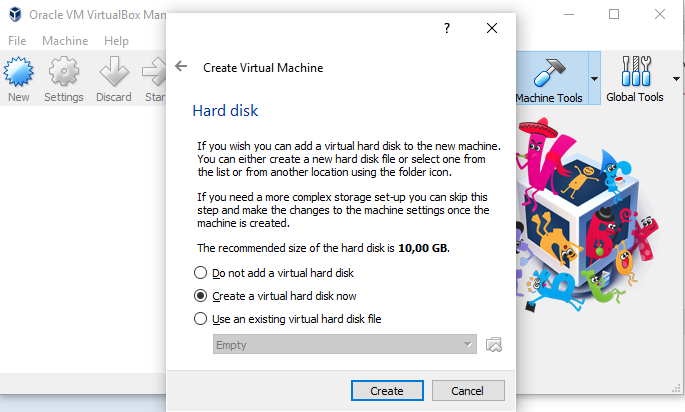 Oracle VM VirtualBox Man
File Machine Help
New Settings Discard Star
Machine Tools Global Tools
? 
Create Virtual Machine
Hard disk
If you wish you can add a virtual hard disk to the new machine.
You can either create a new hard disk file or select one from
the list or from another location using the folder icon.
If you need a more complex storage set-up you can skip this
step and make the changes to the machine settings once the
machine is created.
The recommended size of the hard disk is 10,00 GB.
Do not add a virtual hard disk
Create a virtual hard disk now
Use an existing virtual hard disk file
Empty
Create Cancel